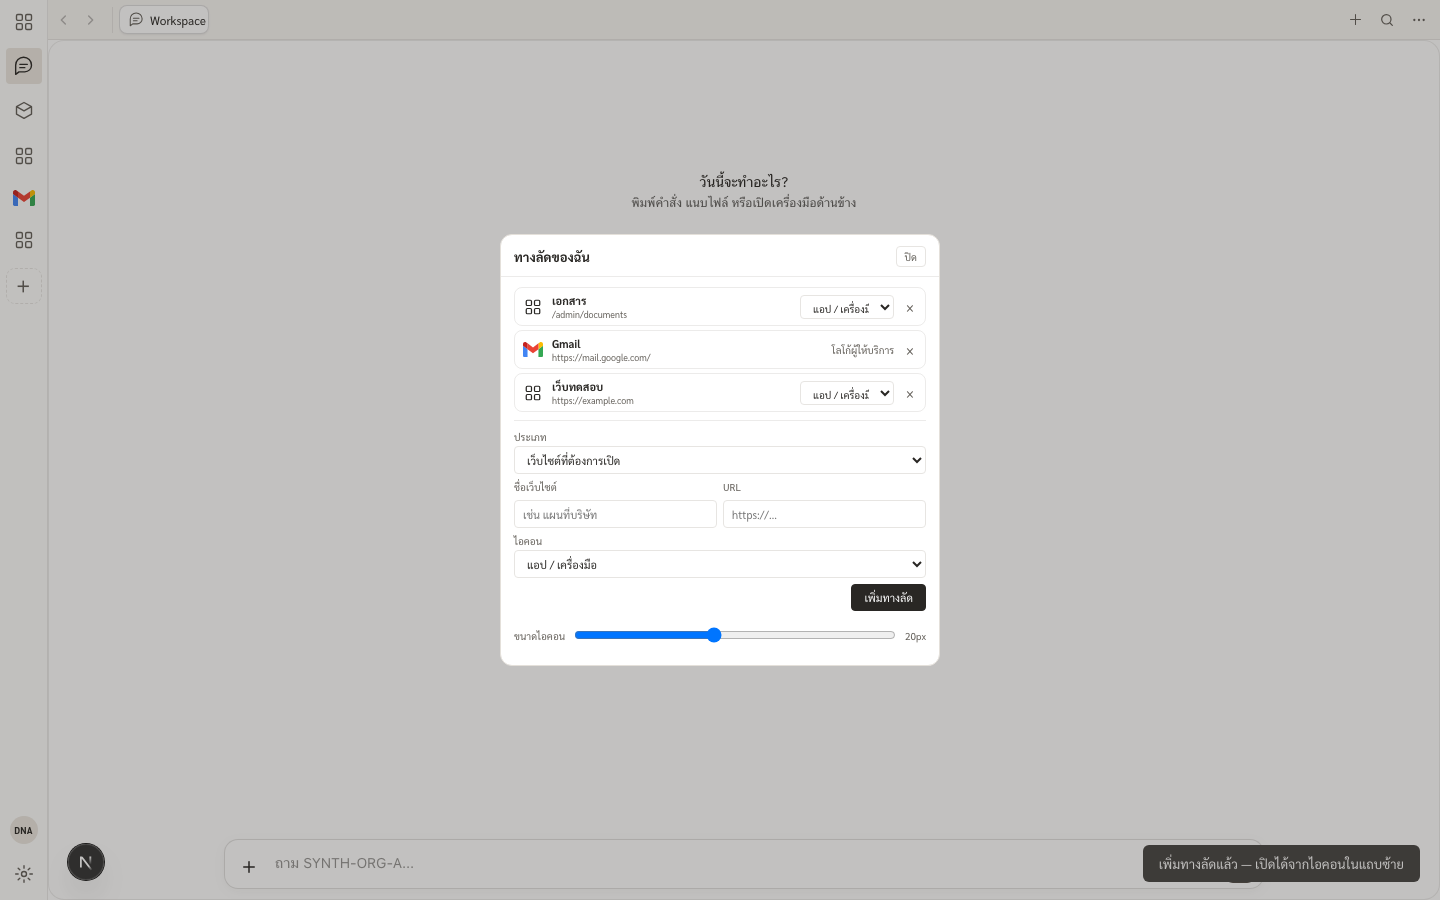 Workspace
วันนี้จะทำอะไร?
พิมพ์คำสั่ง แนบไฟล์ หรือเปิดเครื่องมือด้านข้าง
ทางลัดของฉัน
ปิด
เอกสาร
/admin/documents
แอป / เครื่องมื
Gmail
https://mail.google.com/
โลโก้ผู้ให้บริการ
เว็บทดสอบ
https://example.com
แอป / เครื่องมื
ประเภท
เว็บไซต์ที่ต้องการเปิด
ชื่อเว็บไซต์
URL
เช่น แผนที่บริษัท
https://...
ไอคอน
แอป / เครื่องมือ
เพิ่มทางลัด
ขนาดไอคอน
20px
DNA
N
ถาม SYNTH-ORG-A...
เพิ่มทางลัดแล้ว — เปิดได้จากไอคอนในแถบซ้าย